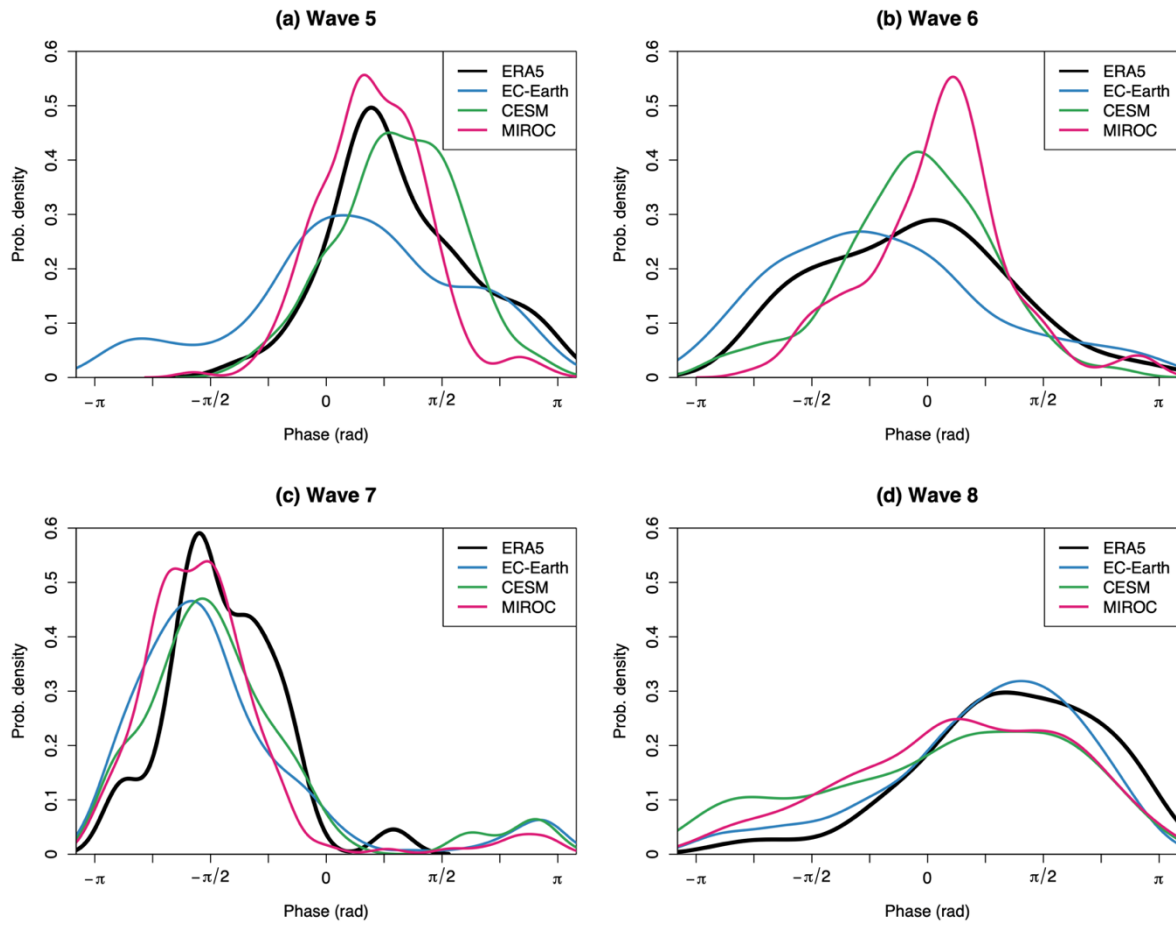 (a) Wave 5
0.6
0.5
0.4
0.3
0.2
0.1
0
Prob. density
ERA5
EC-Earth
CESM
MIROC
−π
−π/2
0
π/2
π
Phase (rad)
(b) Wave 6
0.6
0.5
0.4
0.3
0.2
0.1
0
Prob. density
ERA5
EC-Earth
CESM
MIROC
−π
−π/2
0
π/2
π
Phase (rad)
(c) Wave 7
0.6
0.5
0.4
0.3
0.2
0.1
0
Prob. density
ERA5
EC-Earth
CESM
MIROC
−π
−π/2
0
π/2
π
Phase (rad)
(d) Wave 8
0.6
0.5
0.4
0.3
0.2
0.1
0
Prob. density
ERA5
EC-Earth
CESM
MIROC
−π
−π/2
0
π/2
π
Phase (rad)